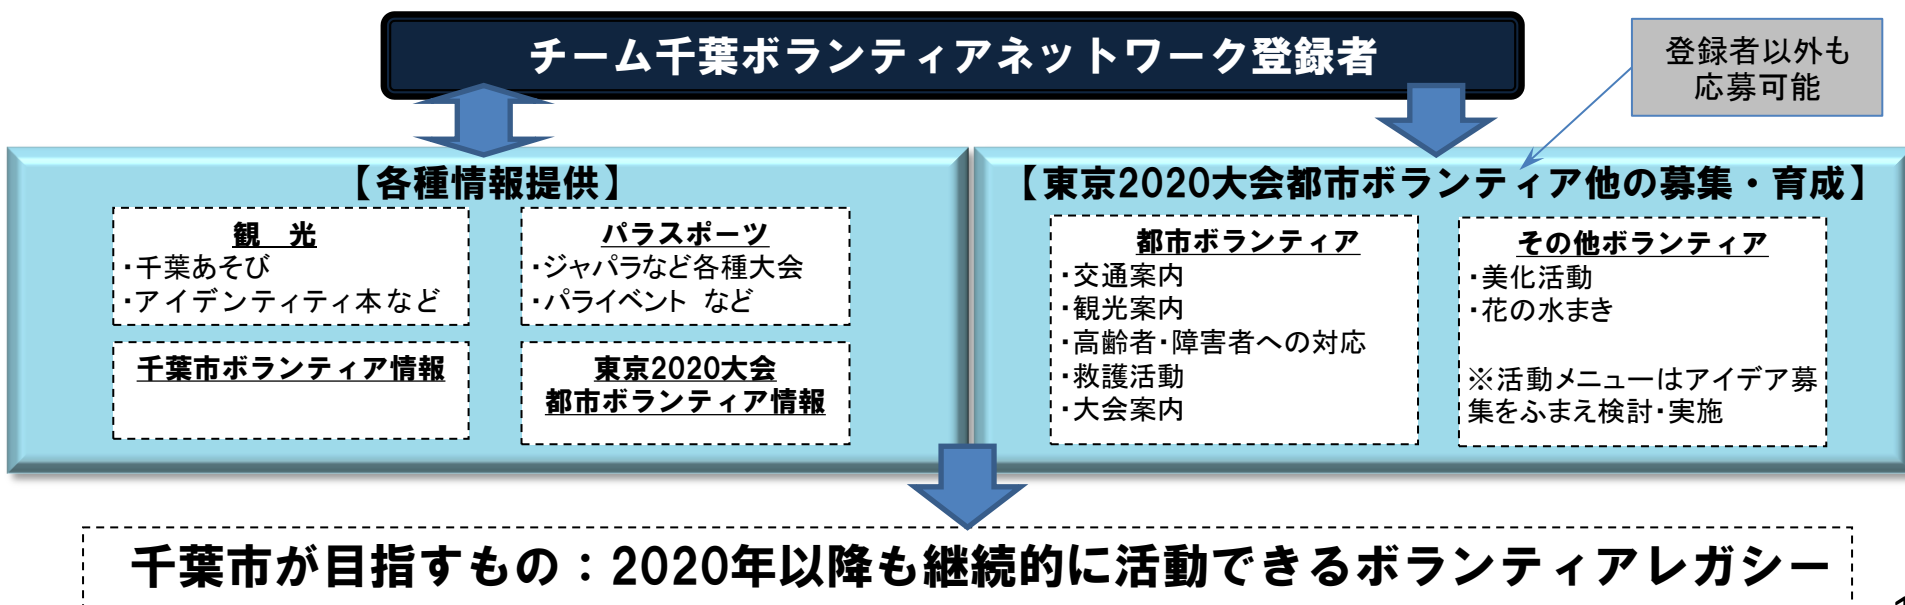 チーム千葉ボランティアネットワーク登録者
登録者以外も
応募可能
【各種情報提供】
観　光
・千葉あそび
・アイデンティティ本など
パラスポーツ
・ジャパラなど各種大会
・パライベント など
千葉市ボランティア情報
東京2020大会
都市ボランティア情報
【東京2020大会都市ボランティア他の募集・育成】
都市ボランティア
・交通案内
・観光案内
・高齢者・障害者への対応
・救護活動
・大会案内
その他ボランティア
・美化活動
・花の水まき
※活動メニューはアイデア募
集をふまえ検討・実施
千葉市が目指すもの：2020年以降も継続的に活動できるボランティアレガシー